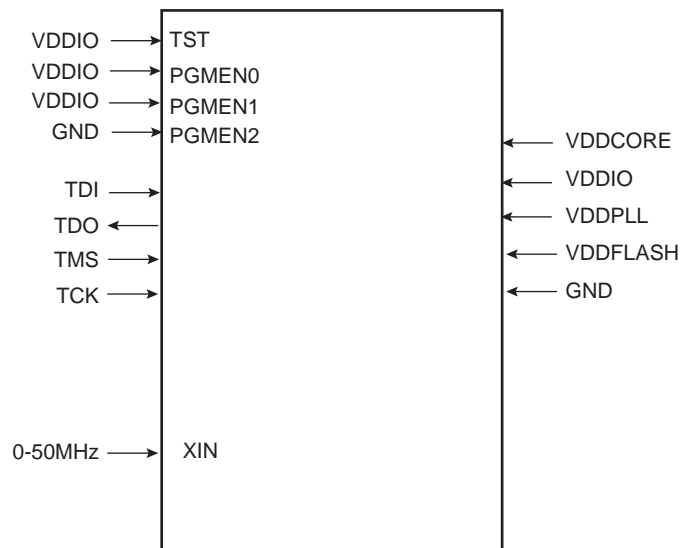 VDDIO TST
VDDIO PGMEN0
VDDIO PGMEN1
GND PGMEN2
VDDCORE
TDI VDDIO
TDO VDDPLL
TMS VDDFLASH
TCK GND
0-50MHz XIN